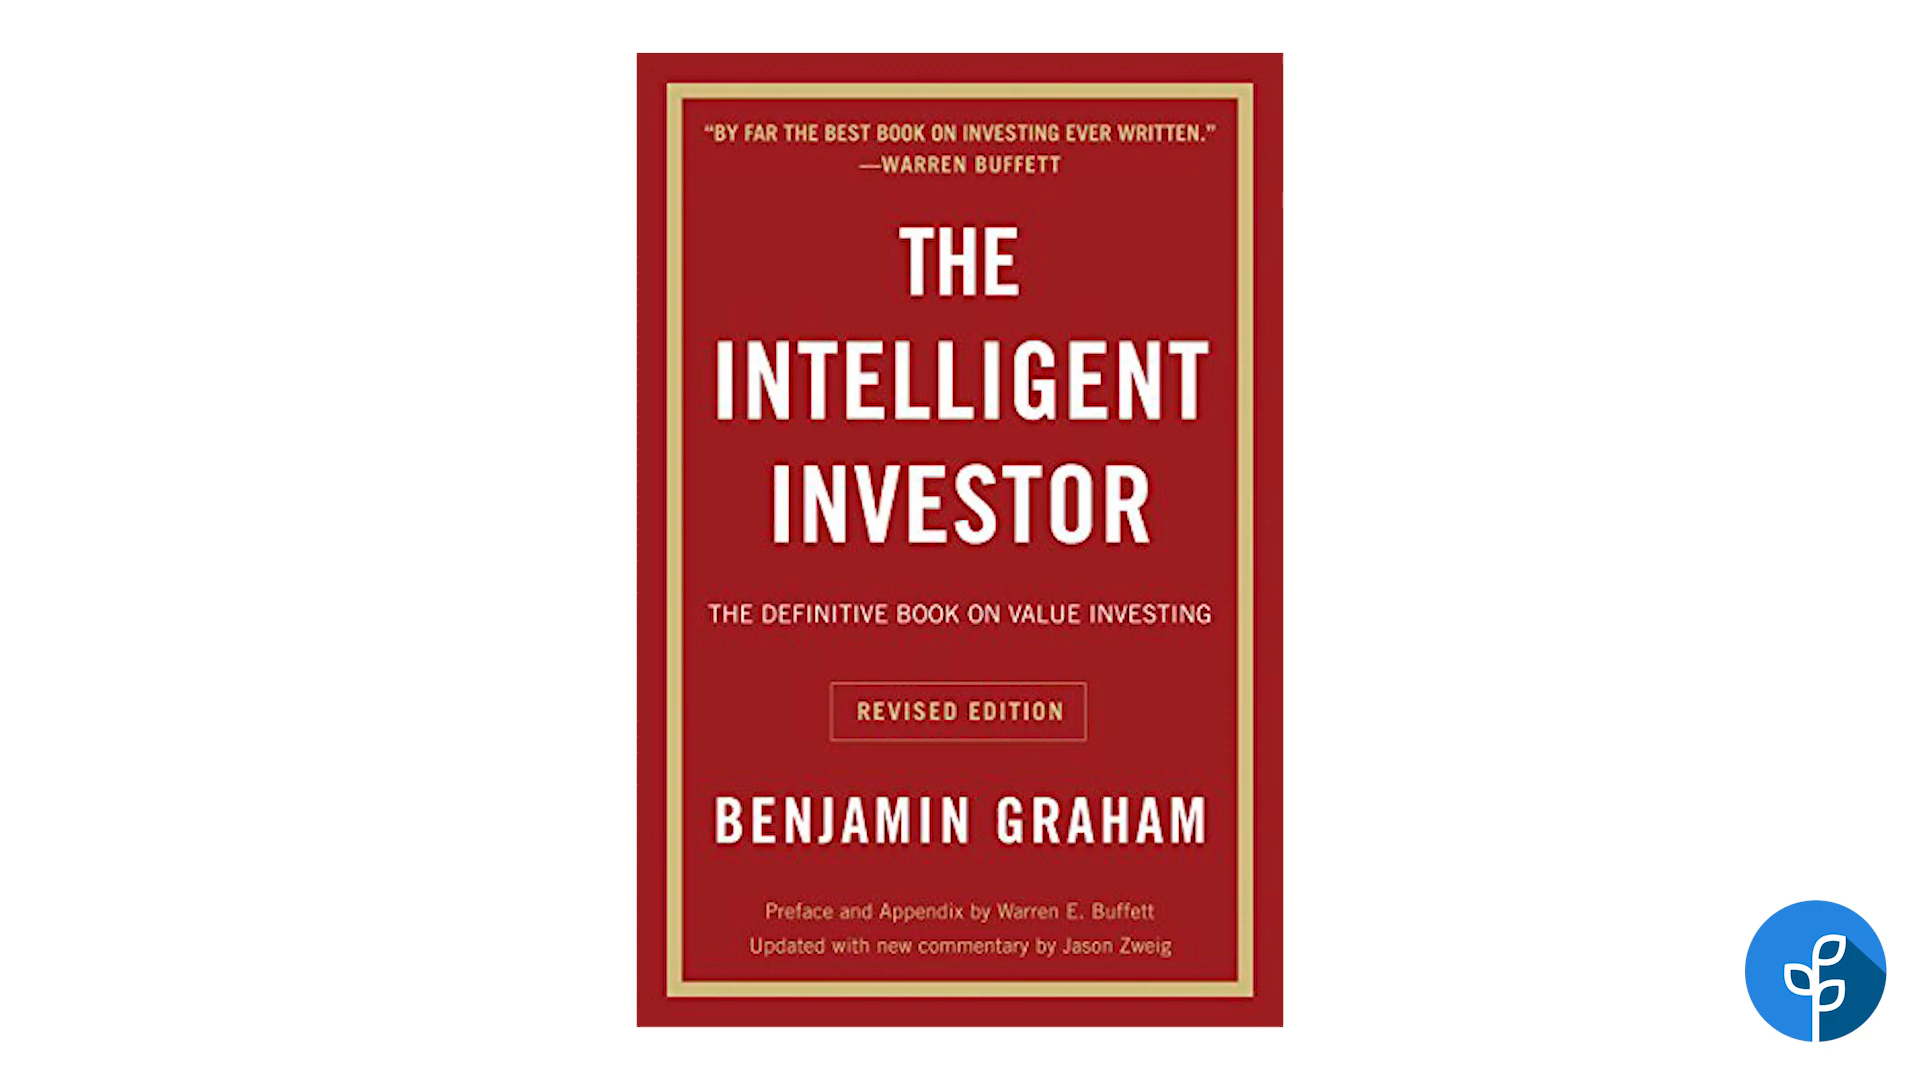 “BY FAR THE BEST BOOK ON INVESTING EVER WRITTEN.”
—WARREN BUFFETT
THE
INTELLIGENT
INVESTOR
THE DEFINITIVE BOOK ON VALUE INVESTING
REVISED EDITION
BENJAMIN GRAHAM
Preface and Appendix by Warren E. Buffett
Updated with new commentary by Jason Zweig